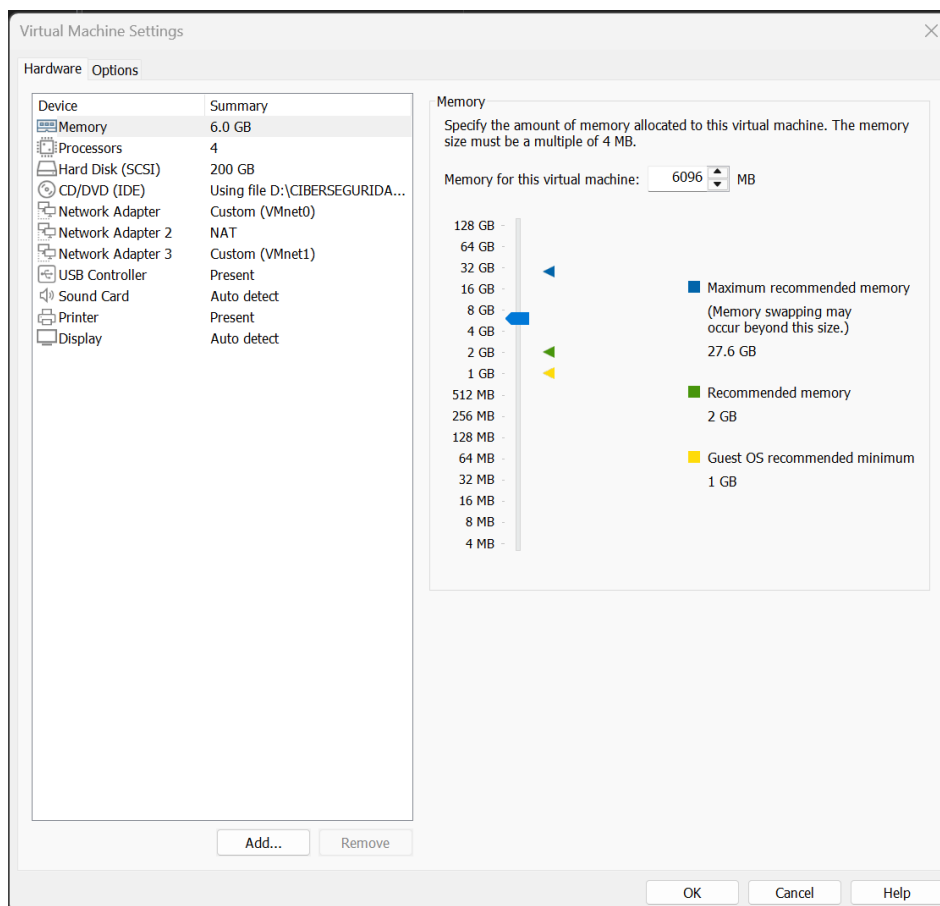 Virtual Machine Settings
Hardware Options
Device Summary
Memory 6.0 GB
Processors 4
Hard Disk (SCSI) 200 GB
CD/DVD (IDE) Using file D:\CIBERSEGURIDA...
Network Adapter Custom (VMnet0)
Network Adapter 2 NAT
Network Adapter 3 Custom (VMnet1)
USB Controller Present
Sound Card Auto detect
Printer Present
Display Auto detect
Add... Remove
Memory
Specify the amount of memory allocated to this virtual machine. The memory
size must be a multiple of 4 MB.
Memory for this virtual machine: 6096 MB
128 GB
64 GB
32 GB
16 GB
8 GB
4 GB
2 GB
1 GB
512 MB
256 MB
128 MB
64 MB
32 MB
16 MB
8 MB
4 MB
Maximum recommended memory
(Memory swapping may
occur beyond this size.)
27.6 GB
Recommended memory
2 GB
Guest OS recommended minimum
1 GB
OK Cancel Help